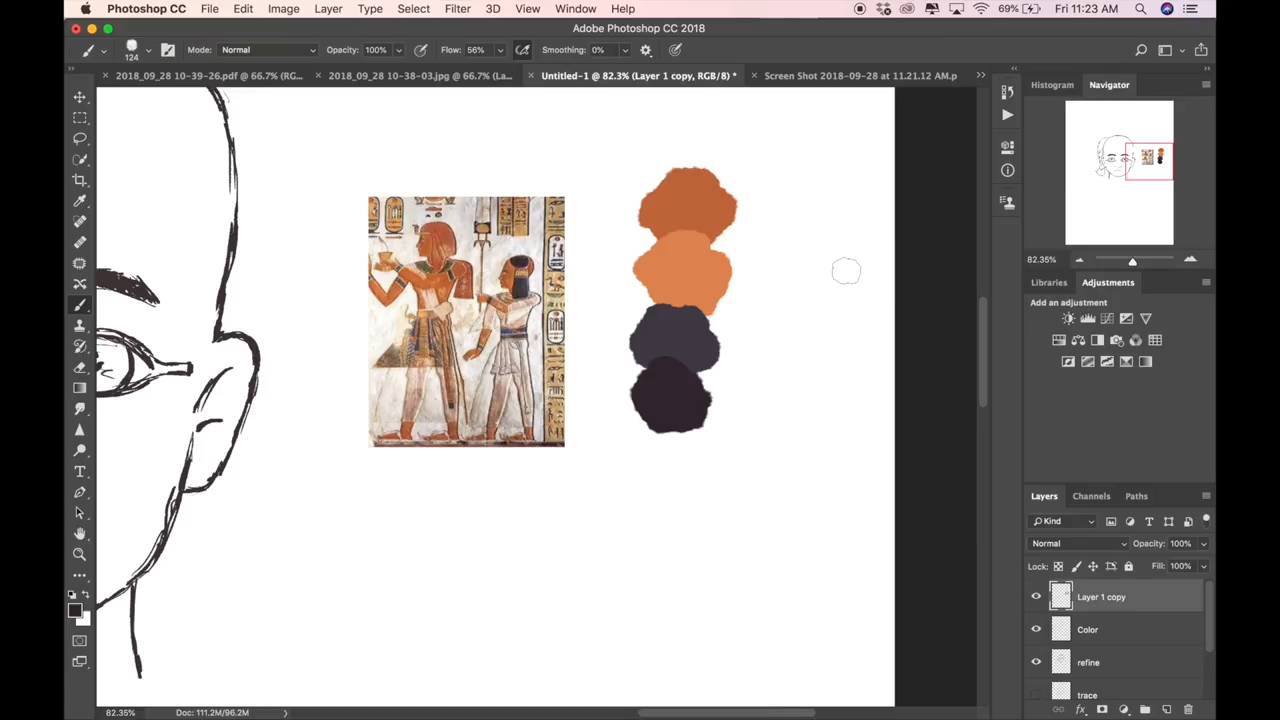 Photoshop CC File Edit Image Layer Type Select Filter 3D View Window Help 69% Fri 11:23 AM
Adobe Photoshop CC 2018
124 Mode: Normal Opacity: 100% Flow: 56% Smoothing: 0%
2018_09_28 10-39-26.pdf @ 66.7% (RG... 2018_09_28 10-38-03.jpg @ 66.7% (La... Untitled-1 @ 82.3% (Layer 1 copy, RGB/8) * Screen Shot 2018-09-28 at 11.21.12 AM.p
Histogram Navigator
82.35%
Libraries Adjustments
Add an adjustment
Layers Channels Paths
Kind
Normal Opacity: 100%
Lock: Fill: 100%
Layer 1 copy
Color
refine
trace
82.35% Doc: 111.2M/96.2M